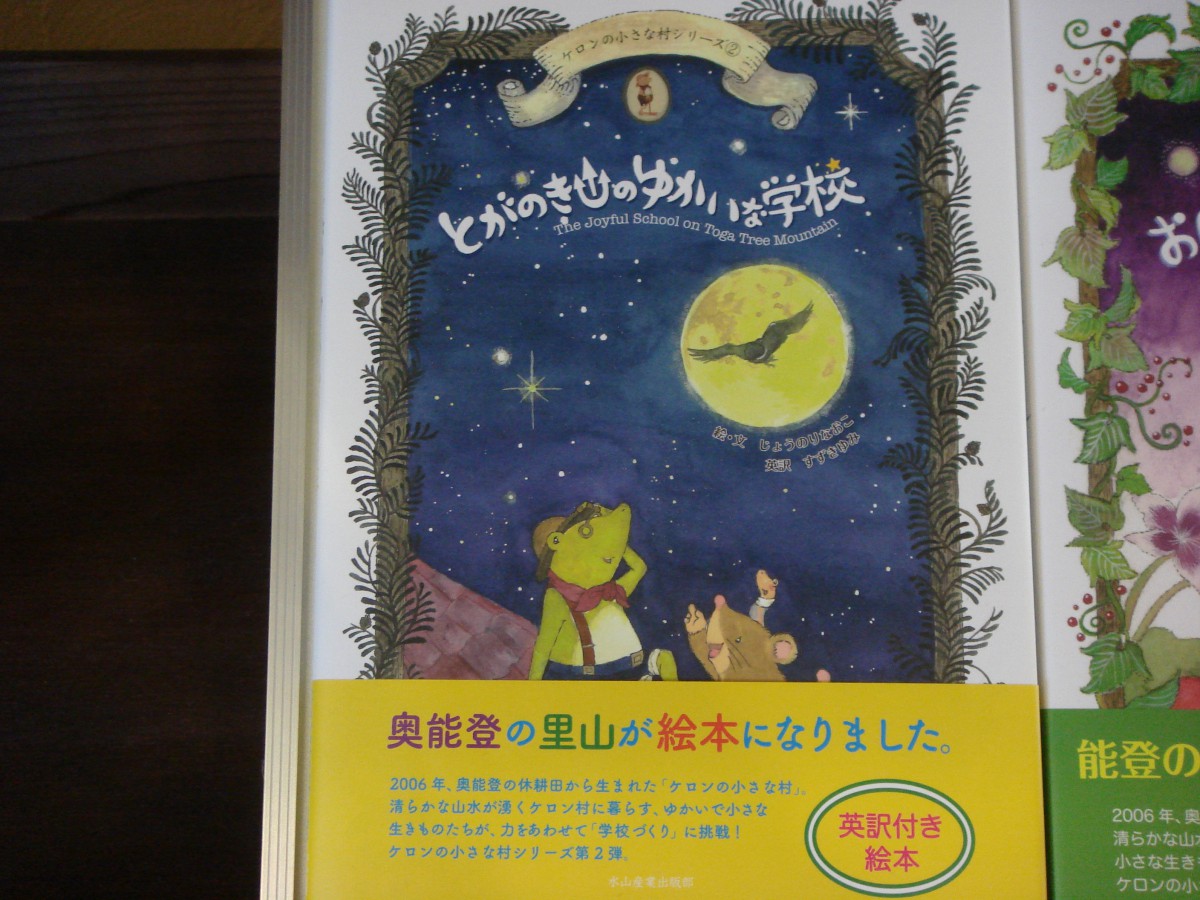 ケロンの小さな村シリーズ②
とがのき山のゆかいな学校
The Joyful School on Toga Tree Mountain
絵・文 じょうのりなおこ
英訳 すずきゆみ
奥能登の里山が絵本になりました。
2006年、奥能登の休耕田から生まれた「ケロンの小さな村」。
清らかな山水が湧くケロン村に暮らす、ゆかいで小さな
生きものたちが、力をあわせて「学校づくり」に挑戦！
ケロンの小さな村シリーズ第2弾。
英訳付き
絵本
水山産業出版部
お
能登の
2006年、奥
清らかな山水
小さな生き
ケロンの小